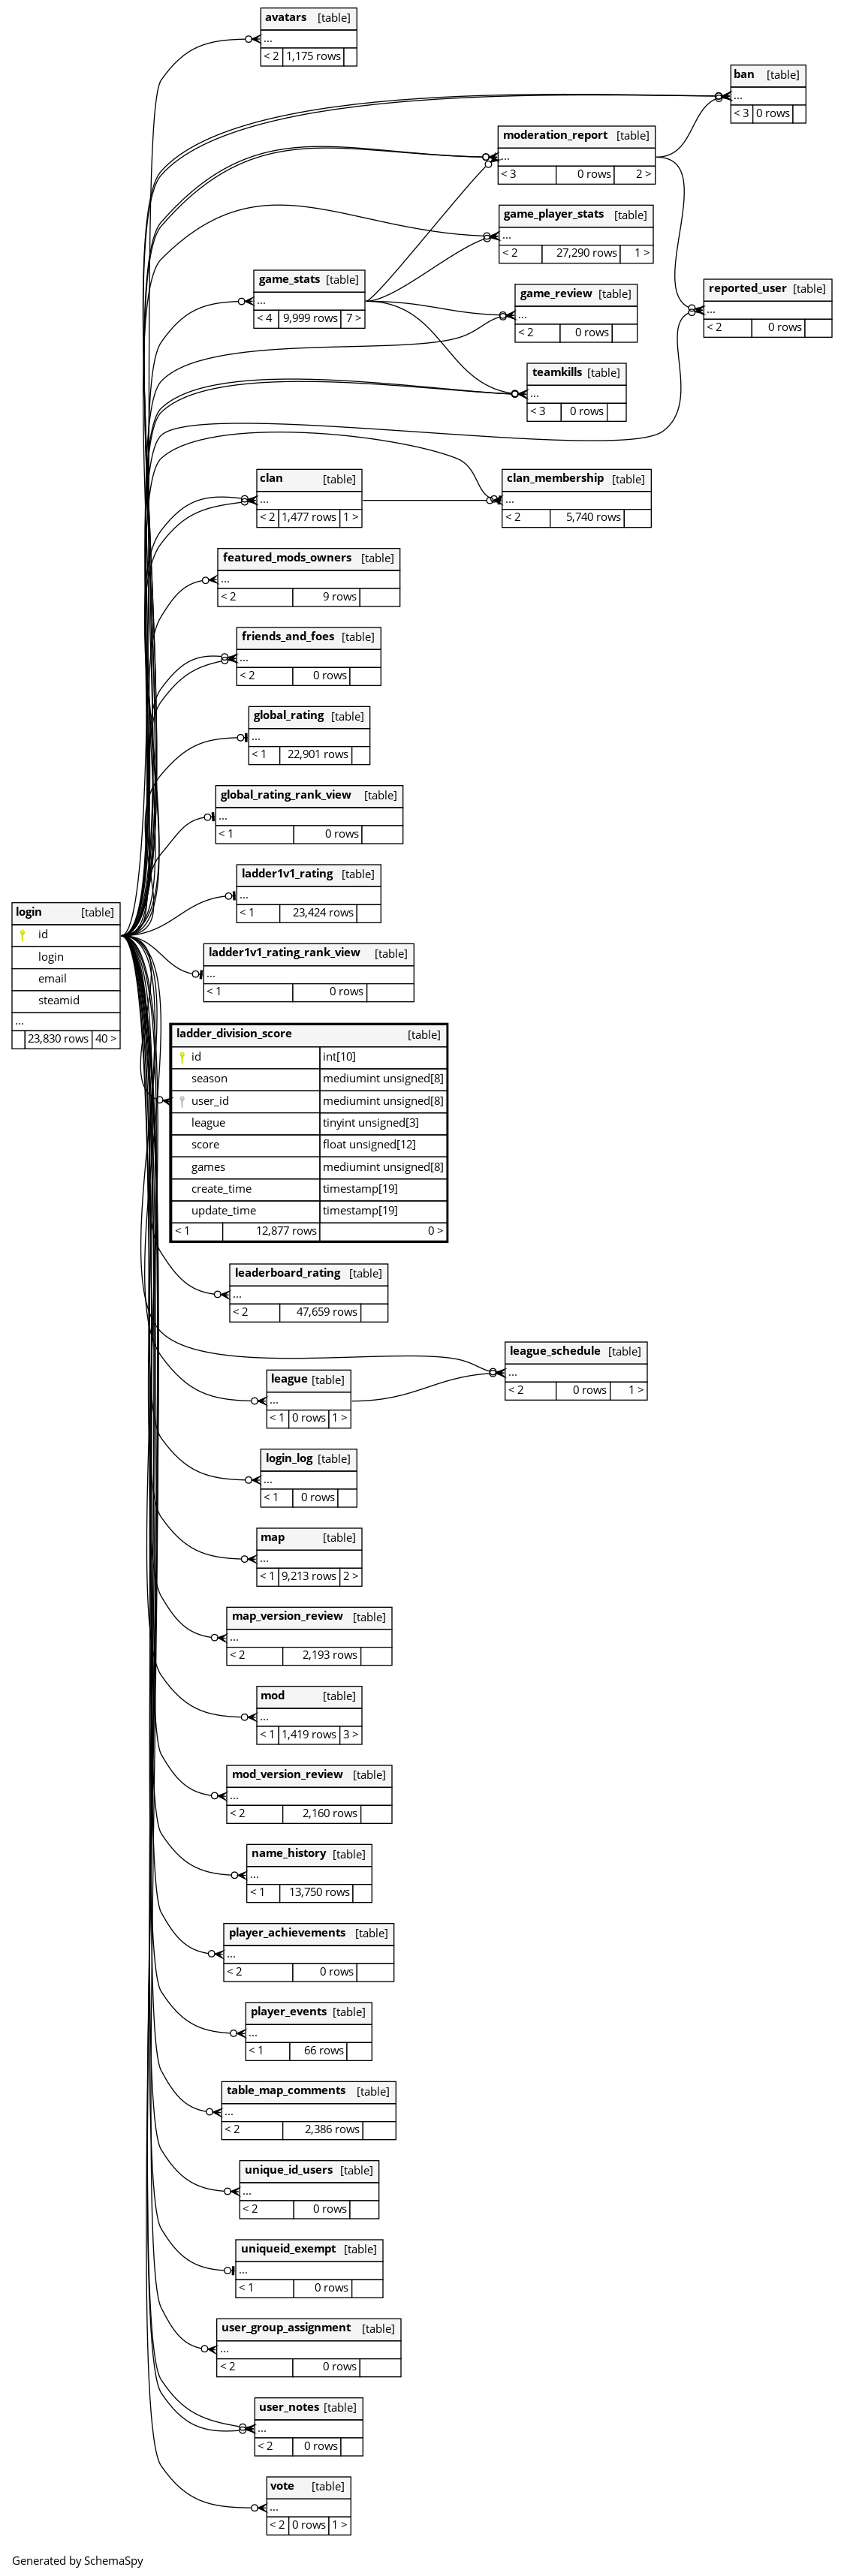 avatars [table]
...
< 2 1,175 rows
ban [table]
...
< 3 0 rows
moderation_report [table]
...
< 3 0 rows 2 >
game_player_stats [table]
...
< 2 27,290 rows 1 >
game_stats [table]
...
< 4 9,999 rows 7 >
game_review [table]
...
< 2 0 rows
reported_user [table]
...
< 2 0 rows
teamkills [table]
...
< 3 0 rows
clan [table]
...
< 2 1,477 rows 1 >
clan_membership [table]
...
< 2 5,740 rows
featured_mods_owners [table]
...
< 2 9 rows
friends_and_foes [table]
...
< 2 0 rows
global_rating [table]
...
< 1 22,901 rows
global_rating_rank_view [table]
...
< 1 0 rows
ladder1v1_rating [table]
...
< 1 23,424 rows
login [table]
id
login
email
steamid
...
23,830 rows 40 >
ladder1v1_rating_rank_view [table]
...
< 1 0 rows
ladder_division_score [table]
id int[10]
season mediumint unsigned[8]
user_id mediumint unsigned[8]
league tinyint unsigned[3]
score float unsigned[12]
games mediumint unsigned[8]
create_time timestamp[19]
update_time timestamp[19]
< 1 12,877 rows 0 >
leaderboard_rating [table]
...
< 2 47,659 rows
league_schedule [table]
...
< 2 0 rows 1 >
league [table]
...
< 1 0 rows 1 >
login_log [table]
...
< 1 0 rows
map [table]
...
< 1 9,213 rows 2 >
map_version_review [table]
...
< 2 2,193 rows
mod [table]
...
< 1 1,419 rows 3 >
mod_version_review [table]
...
< 2 2,160 rows
name_history [table]
...
< 1 13,750 rows
player_achievements [table]
...
< 2 0 rows
player_events [table]
...
< 1 66 rows
table_map_comments [table]
...
< 2 2,386 rows
unique_id_users [table]
...
< 2 0 rows
uniqueid_exempt [table]
...
< 1 0 rows
user_group_assignment [table]
...
< 2 0 rows
user_notes [table]
...
< 2 0 rows
vote [table]
...
< 2 0 rows 1 >
Generated by SchemaSpy